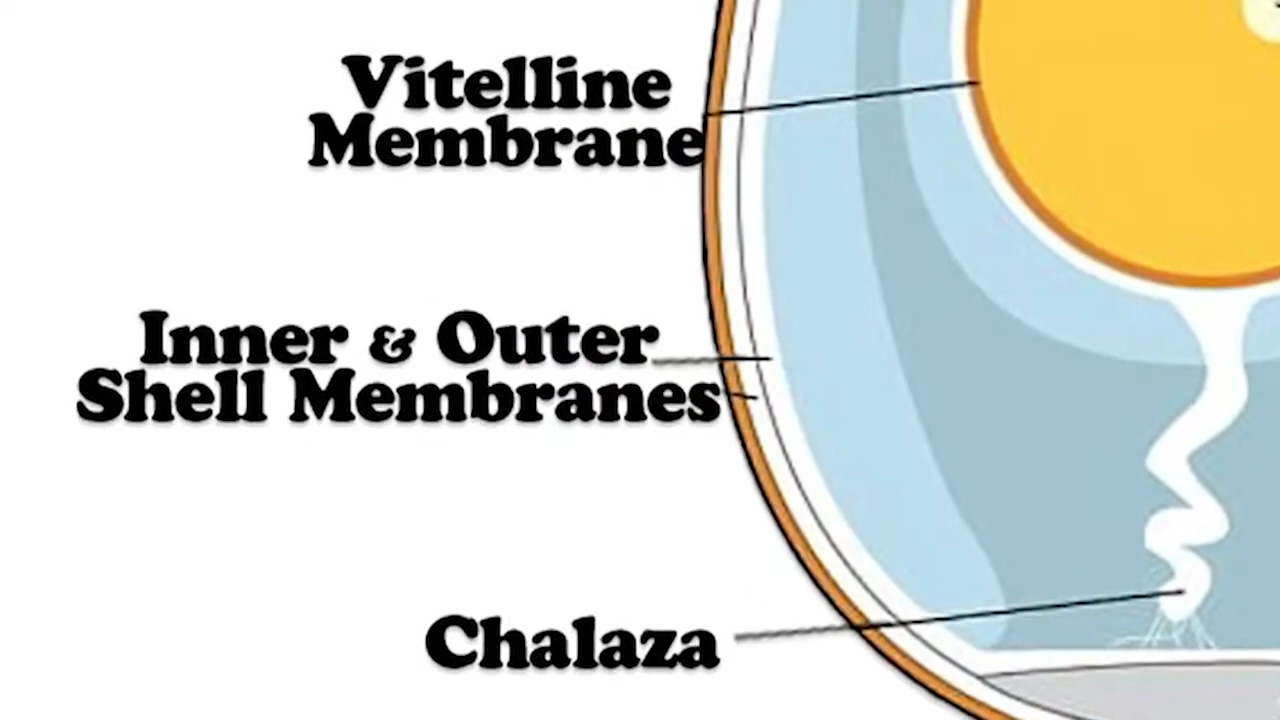 Vitelline
Membrane
Inner & Outer
Shell Membranes
Chalaza